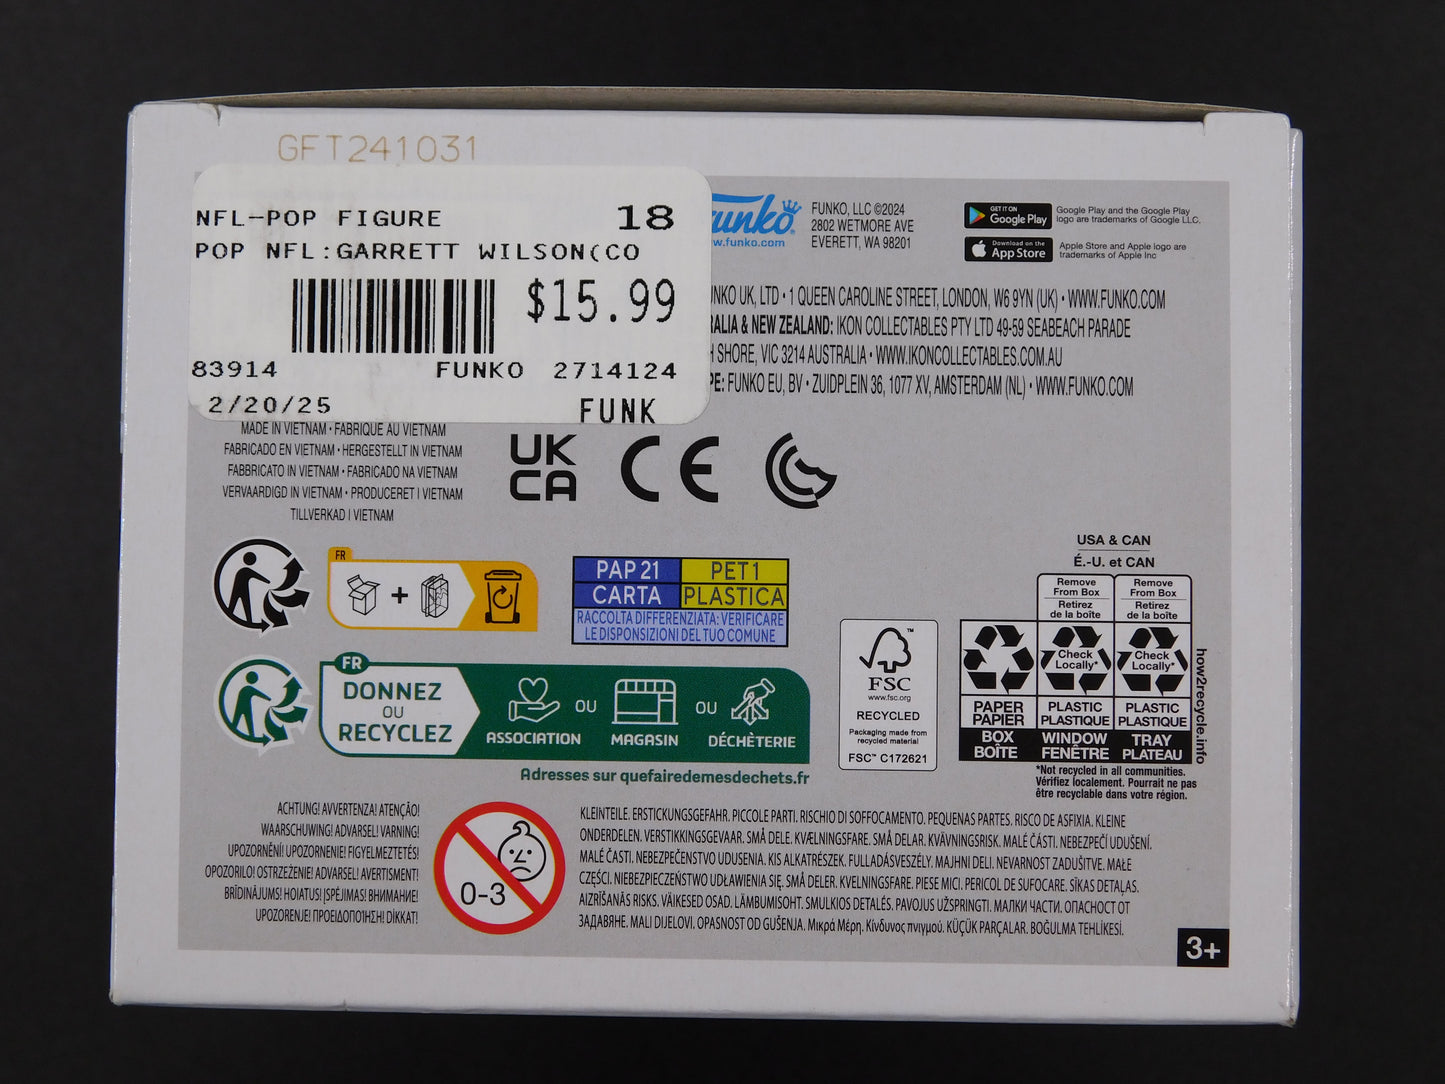 GFT241031
NFL-POP FIGURE 18
POP NFL:GARRETT WILSON(CO
$15.99
83914 FUNKO 2714124
2/20/25 FUNK
Funko
w.funko.com
FUNKO, LLC ©2024
2802 WETMORE AVE
EVERETT, WA 98201
GET IT ON
Google Play
Google Play and the Google Play
logo are trademarks of Google LLC.
Download on the
App Store
Apple Store and Apple logo are
trademarks of Apple Inc
UNKO UK, LTD • 1 QUEEN CAROLINE STREET, LONDON, W6 9YN (UK) • WWW.FUNKO.COM
RALIA & NEW ZEALAND: IKON COLLECTABLES PTY LTD 49-59 SEABEACH PARADE
H SHORE, VIC 3214 AUSTRALIA • WWW.IKONCOLLECTABLES.COM.AU
PE: FUNKO EU, BV • ZUIDPLEIN 36, 1077 XV, AMSTERDAM (NL) • WWW.FUNKO.COM
MADE IN VIETNAM • FABRIQUÉ AU VIETNAM
FABRICADO EN VIETNAM • HERGESTELLT IN VIETNAM
FABBRICATO IN VIETNAM • FABRICADO NA VIETNAM
VERVAARDIGD IN VIETNAM • PRODUCERET I VIETNAM
TILLVERKAD I VIETNAM
UK
CA
CE
FR
+
PAP 21 PET 1
CARTA PLASTICA
RACCOLTA DIFFERENZIATA: VERIFICARE
LE DISPONSIZIONI DEL TUO COMUNE
FR
DONNEZ
OU
RECYCLEZ
ASSOCIATION
OU
MAGASIN
OU
DÉCHÈTERIE
Adresses sur quefairedemesdechets.fr
FSC
www.fsc.org
RECYCLED
Packaging made from
recycled material
FSC™ C172621
USA & CAN
É.-U. et CAN
Remove
From Box
Retirez
de la boîte
Remove
From Box
Retirez
de la boîte
Check
Locally*
Check
Locally*
PAPER
PAPIER
PLASTIC
PLASTIQUE
PLASTIC
PLASTIQUE
BOX
BOÎTE
WINDOW
FENÊTRE
TRAY
PLATEAU
how2recycle.info
*Not recycled in all communities.
Vérifiez localement. Pourrait ne pas
être recyclable dans votre région.
ACHTUNG! AVVERTENZA! ATENÇÃO!
WAARSCHUWING! ADVARSEL! VARNING!
UPOZORNĚNÍ! UPOZORNENIE! FIGYELMEZTETÉS!
OPOZORILO! OSTRZEŻENIE! ADVARSEL! AVERTISMENT!
BRĪDINĀJUMS! HOIATUS! ĮSPĖJIMAS! ВНИМАНИЕ!
UPOZORENJE! ΠΡΟΕΙΔΟΠΟΙΗΣΗ! DİKKAT!
0-3
KLEINTEILE. ERSTICKUNGSGEFAHR. PICCOLE PARTI. RISCHIO DI SOFFOCAMENTO. PEQUENAS PARTES. RISCO DE ASFIXIA. KLEINE
ONDERDELEN. VERSTIKKINGSGEVAAR. SMÅ DELE. KVÆLNINGSFARE. SMÅ DELAR. KVÄVNINGSRISK. MALÉ ČÁSTI. NEBEZPEČÍ UDUŠENÍ.
MALÉ ČASTI. NEBEZPEČENSTVO UDUSENIA. KIS ALKATRÉSZEK. FULLADÁSVESZÉLY. MAJHNI DELI. NEVARNOST ZADUŠITVE. MAŁE
CZĘŚCI. NIEBEZPIECZEŃSTWO UDŁAWIENIA SIĘ. SMÅ DELER. KVELNINGSFARE. PIESE MICI. PERICOL DE SUFOCARE. SĪKAS DETAĻAS.
AIZRĪŠANĀS RISKS. VÄIKESED OSAD. LÄMBUMISOHT. SMULKIOS DETALĖS. PAVOJUS UŽSPRINGTI. МАЛКИ ЧАСТИ. ОПАСНОСТ ОТ
ЗАДАВЯНЕ. MALI DIJELOVI. OPASNOST OD GUŠENJA. Μικρά Μέρη. Κίνδυνος πνιγμού. KÜÇÜK PARÇALAR. BOĞULMA TEHLİKESİ.
3+